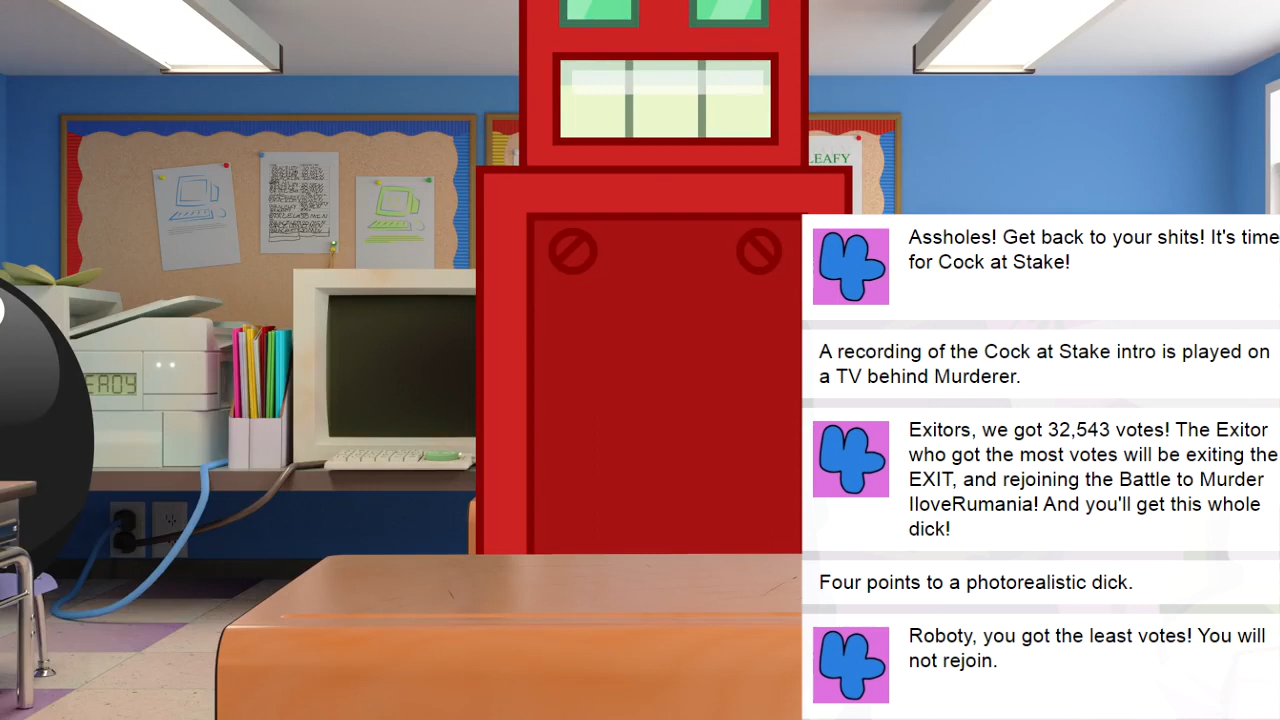 LEAFY
EADY
Assholes! Get back to your shits! It's time
for Cock at Stake!
A recording of the Cock at Stake intro is played on
a TV behind Murderer.
Exitors, we got 32,543 votes! The Exitor
who got the most votes will be exiting the
EXIT, and rejoining the Battle to Murder
IloveRumania! And you'll get this whole
dick!
Four points to a photorealistic dick.
Roboty, you got the least votes! You will
not rejoin.